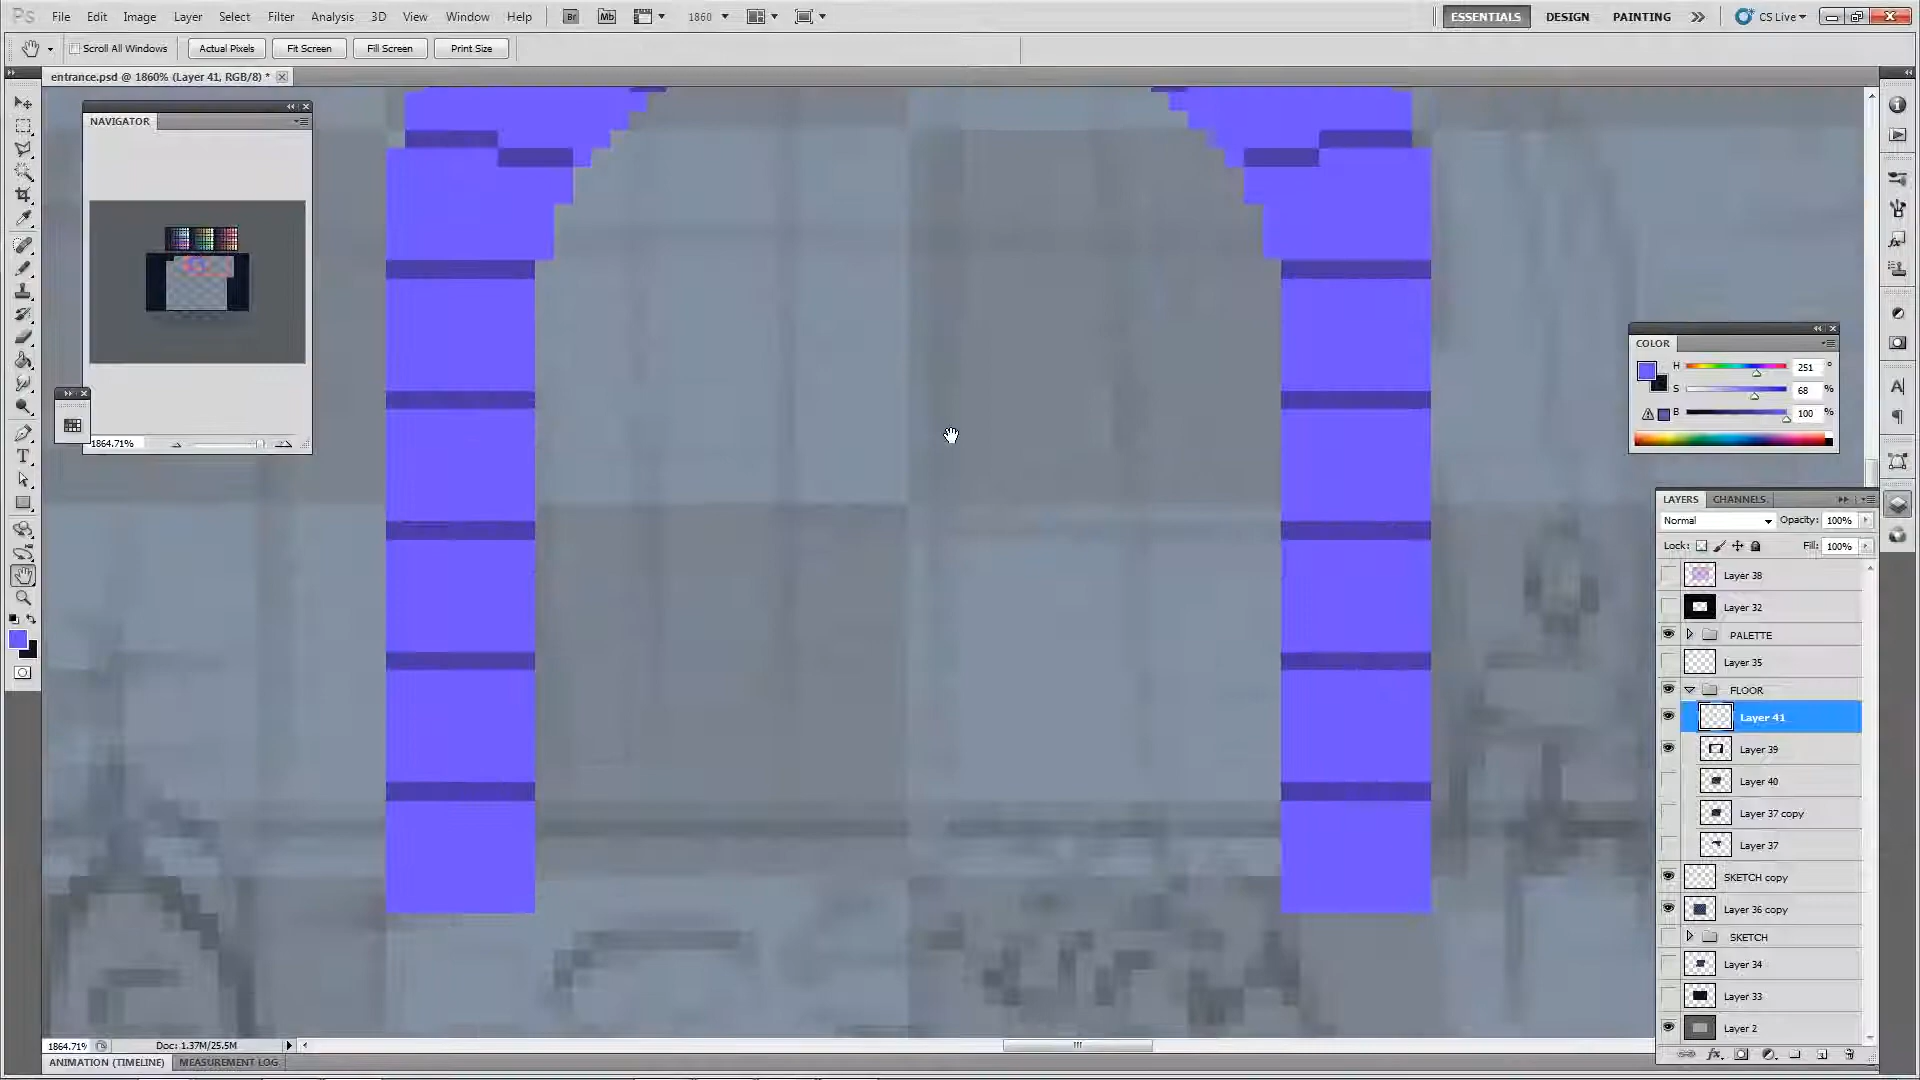 Ps File Edit Image Layer Select Filter Analysis 3D View Window Help Br Mb 1860 ESSENTIALS DESIGN PAINTING CS Live
Scroll All Windows Actual Pixels Fit Screen Fill Screen Print Size
entrance.psd @ 1860% (Layer 41, RGB/8) *
NAVIGATOR
1864.71%
COLOR
H 251 °
S 68 %
B 100 %
LAYERS CHANNELS
Normal Opacity: 100%
Lock: Fill: 100%
Layer 38
Layer 32
PALETTE
Layer 35
FLOOR
Layer 41
Layer 39
Layer 40
Layer 37 copy
Layer 37
SKETCH copy
Layer 36 copy
SKETCH
Layer 34
Layer 33
Layer 2
1864.71% Doc: 1.37M/25.5M
ANIMATION (TIMELINE) MEASUREMENT LOG